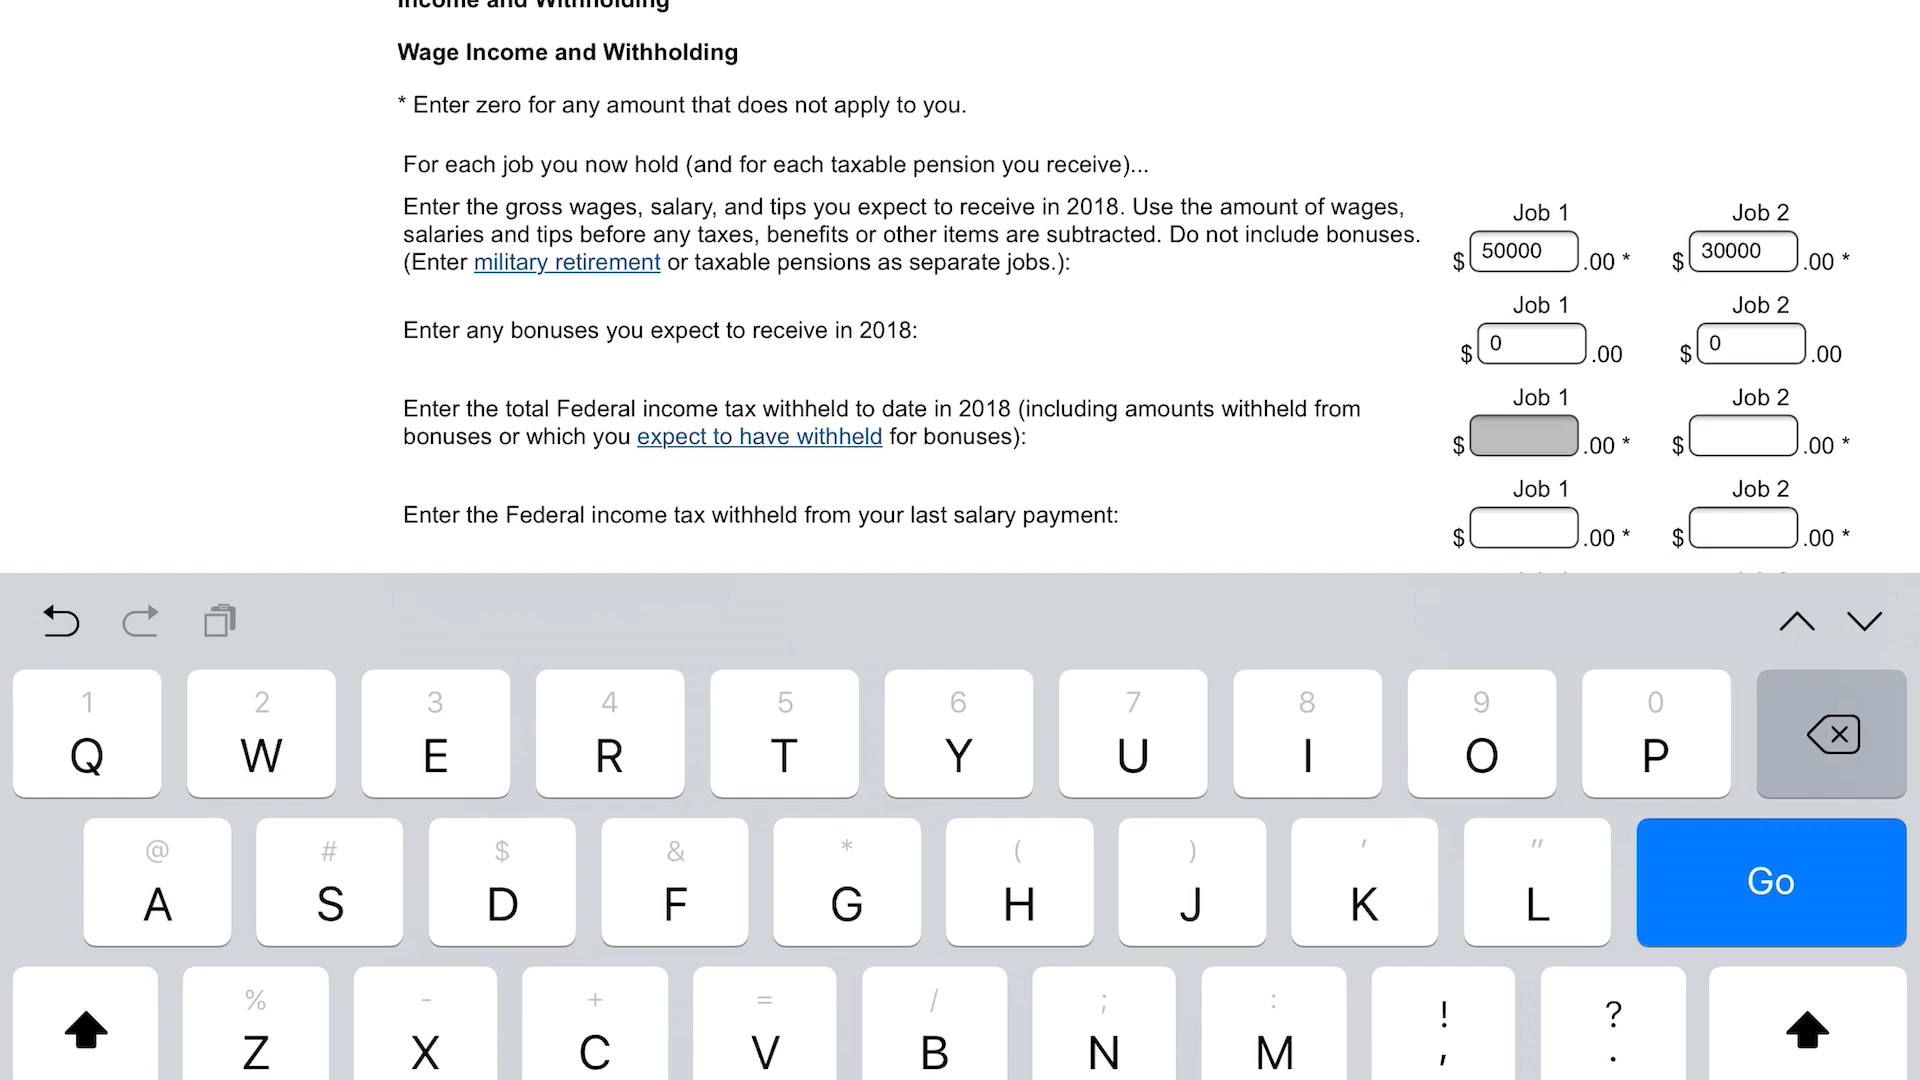 Income and Withholding
Wage Income and Withholding
* Enter zero for any amount that does not apply to you.
For each job you now hold (and for each taxable pension you receive)...
Enter the gross wages, salary, and tips you expect to receive in 2018. Use the amount of wages,
salaries and tips before any taxes, benefits or other items are subtracted. Do not include bonuses.
(Enter military retirement or taxable pensions as separate jobs.):
Job 1 Job 2
$ 50000 .00 * $ 30000 .00 *
Enter any bonuses you expect to receive in 2018:
Job 1 Job 2
$ 0 .00 $ 0 .00
Enter the total Federal income tax withheld to date in 2018 (including amounts withheld from
bonuses or which you expect to have withheld for bonuses):
Job 1 Job 2
$ .00 * $ .00 *
Enter the Federal income tax withheld from your last salary payment:
Job 1 Job 2
$ .00 * $ .00 *
1 2 3 4 5 6 7 8 9 0
Q W E R T Y U I O P
@ # $ & * ( ) ' "
A S D F G H J K L Go
% - + = / ; : ! ?
Z X C V B N M , .